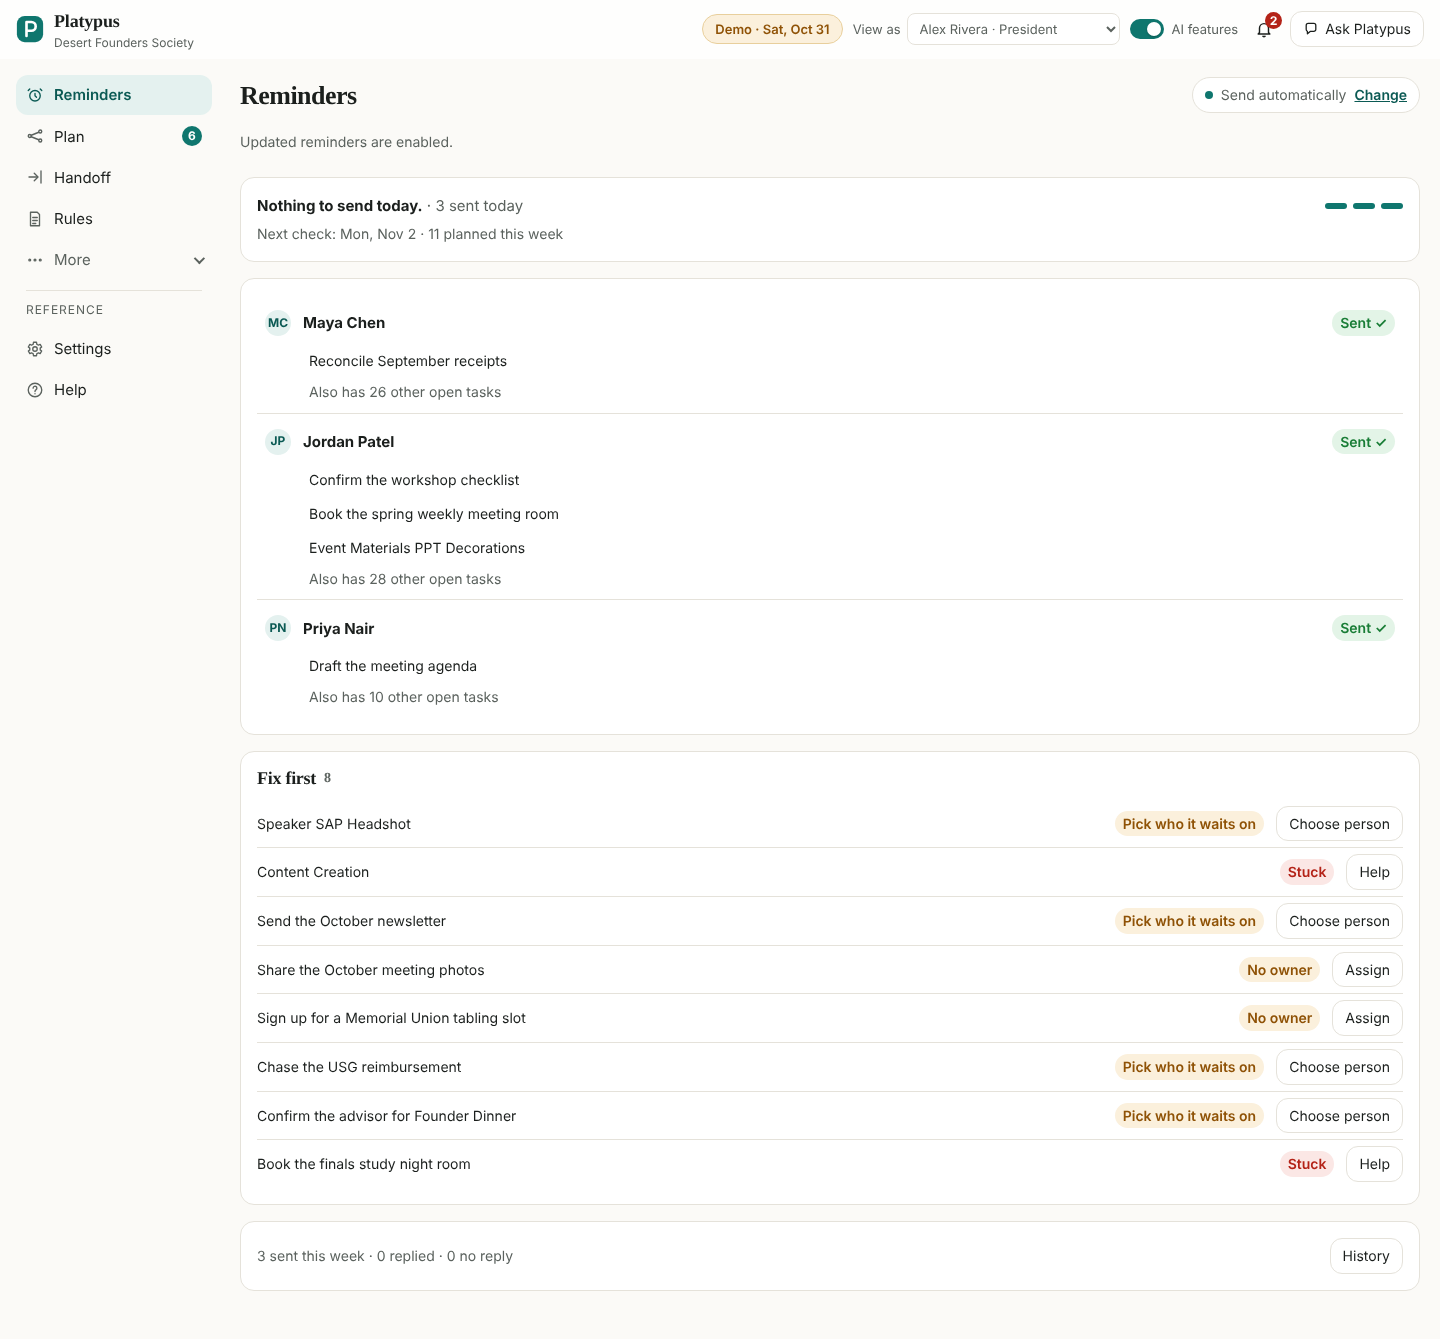 P
Platypus
Desert Founders Society
Demo · Sat, Oct 31
View as
Alex Rivera · President
AI features
2
Ask Platypus
Reminders
Plan
6
Handoff
Rules
More
REFERENCE
Settings
Help
Reminders
Send automatically Change
Updated reminders are enabled.
Nothing to send today. · 3 sent today
Next check: Mon, Nov 2 · 11 planned this week
MC Maya Chen Sent ✓
Reconcile September receipts
Also has 26 other open tasks
JP Jordan Patel Sent ✓
Confirm the workshop checklist
Book the spring weekly meeting room
Event Materials PPT Decorations
Also has 28 other open tasks
PN Priya Nair Sent ✓
Draft the meeting agenda
Also has 10 other open tasks
Fix first 8
Speaker SAP Headshot Pick who it waits on Choose person
Content Creation Stuck Help
Send the October newsletter Pick who it waits on Choose person
Share the October meeting photos No owner Assign
Sign up for a Memorial Union tabling slot No owner Assign
Chase the USG reimbursement Pick who it waits on Choose person
Confirm the advisor for Founder Dinner Pick who it waits on Choose person
Book the finals study night room Stuck Help
3 sent this week · 0 replied · 0 no reply History